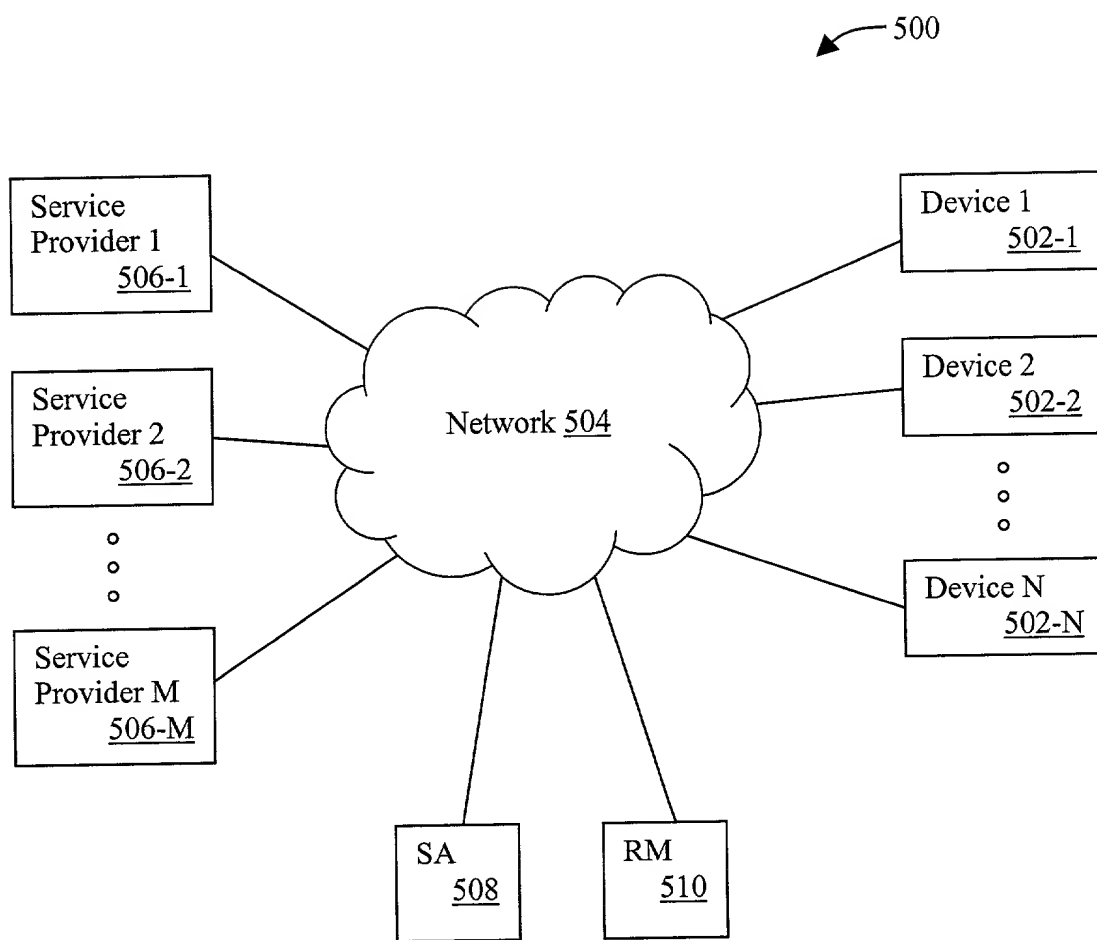 500
Service
Provider 1
506-1
Device 1
502-1
Service
Provider 2
506-2
Network 504
Device 2
502-2
Service
Provider M
506-M
Device N
502-N
SA
508
RM
510